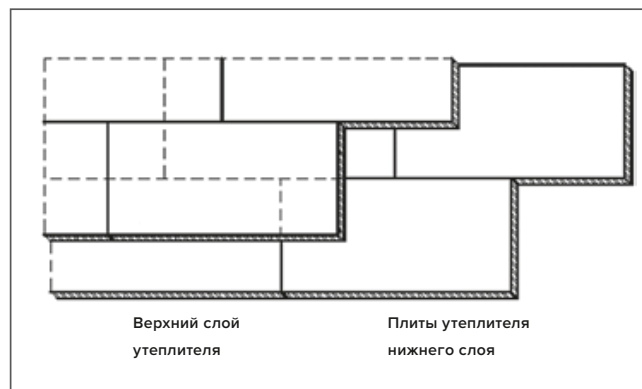 Верхний слой
утеплителя
Плиты утеплителя
нижнего слоя